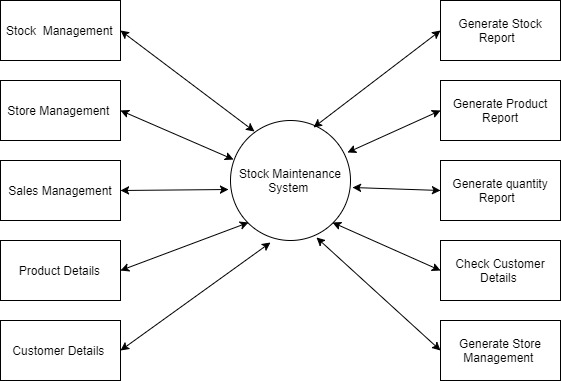 Stock  Management
Store Management
Sales Management
Product Details
Customer Details
Stock Maintenance
System
Generate Stock
Report
Generate Product
Report
Generate quantity
Report
Check Customer
Details
Generate Store
Management